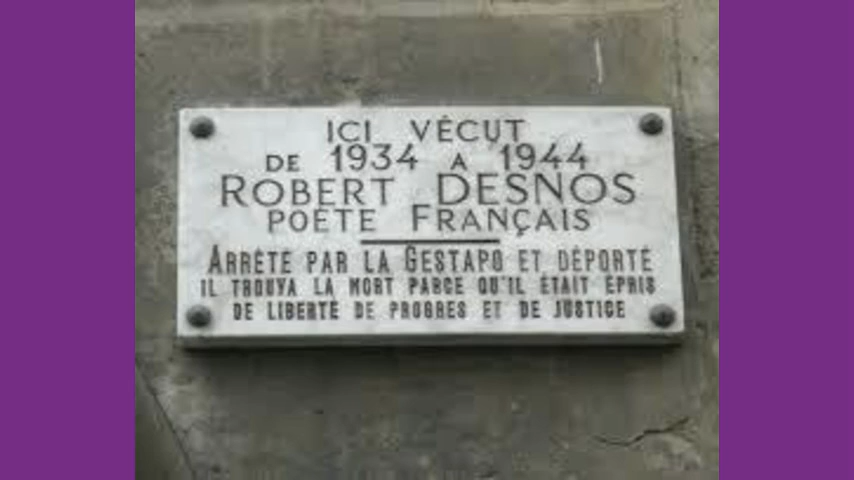 ICI VÉCUT
DE 1934 A 1944
ROBERT DESNOS
POÈTE FRANÇAIS
ARRÊTÉ PAR LA GESTAPO ET DÉPORTÉ
IL TROUVA LA MORT PARCE QU'IL ÉTAIT ÉPRIS
DE LIBERTÉ DE PROGRES ET DE JUSTICE